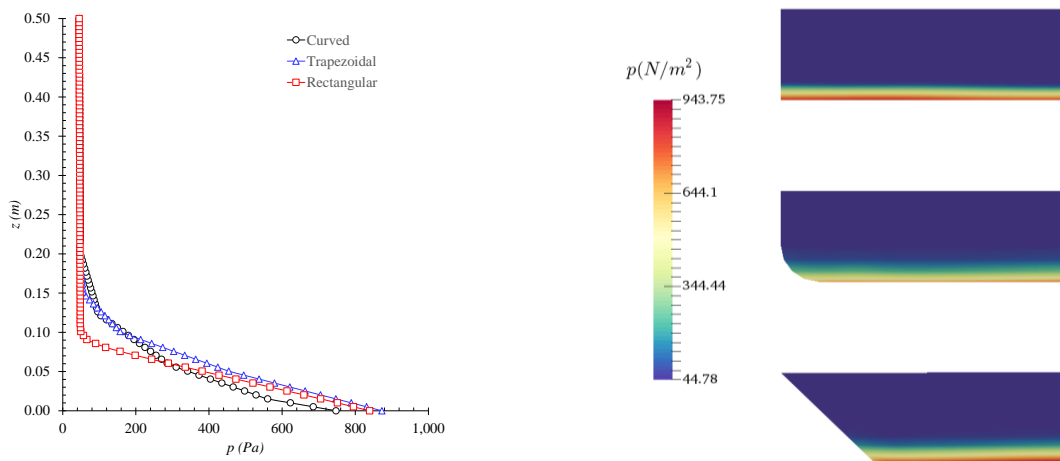 0.50
0.45
0.40
0.35
0.30
0.25
0.20
0.15
0.10
0.05
0.00
z (m)
0 200 400 600 800 1,000
p (Pa)
Curved
Trapezoidal
Rectangular
p(N/m²)
943.75
644.1
344.44
44.78